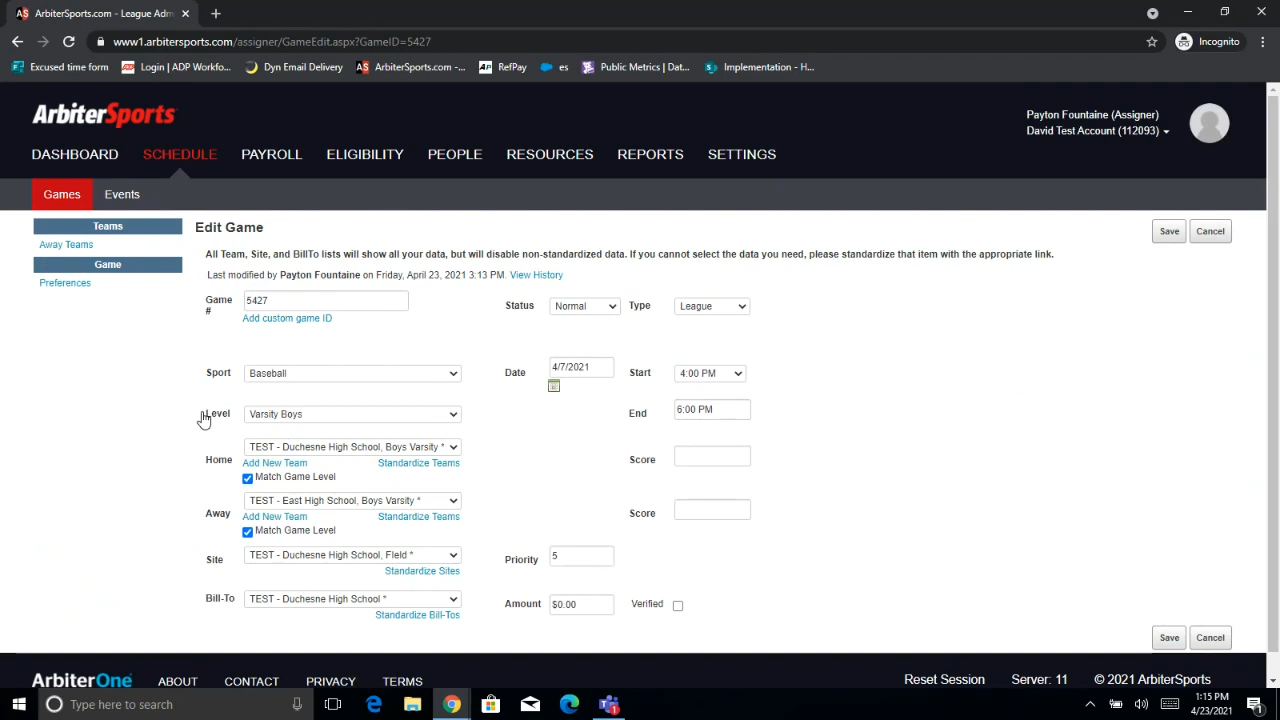 AS ArbiterSports.com - League Adm
www1.arbitersports.com/assigner/GameEdit.aspx?GameID=5427
Incognito
Excused time form
Login | ADP Workfo...
Dyn Email Delivery
AS ArbiterSports.com -...
AP RefPay
es
Public Metrics | Dat...
Implementation - H...
ArbiterSports
Payton Fountaine (Assigner)
David Test Account (112093)
DASHBOARD SCHEDULE PAYROLL ELIGIBILITY PEOPLE RESOURCES REPORTS SETTINGS
Games Events
Teams
Away Teams
Game
Preferences
Edit Game
Save Cancel
All Team, Site, and BillTo lists will show all your data, but will disable non-standardized data. If you cannot select the data you need, please standardize that item with the appropriate link.
Last modified by Payton Fountaine on Friday, April 23, 2021 3:13 PM. View History
Game # 5427 Status Normal Type League
Add custom game ID
Sport Baseball Date 4/7/2021 Start 4:00 PM
Level Varsity Boys End 6:00 PM
Home TEST - Duchesne High School, Boys Varsity * Score
Add New Team Standardize Teams
Match Game Level
Away TEST - East High School, Boys Varsity * Score
Add New Team Standardize Teams
Match Game Level
Site TEST - Duchesne High School, FIeld * Priority 5
Standardize Sites
Bill-To TEST - Duchesne High School * Amount $0.00 Verified
Standardize Bill-Tos
Save Cancel
ArbiterOne ABOUT CONTACT PRIVACY TERMS Reset Session Server: 11 © 2021 ArbiterSports
Type here to search
1:15 PM
4/23/2021